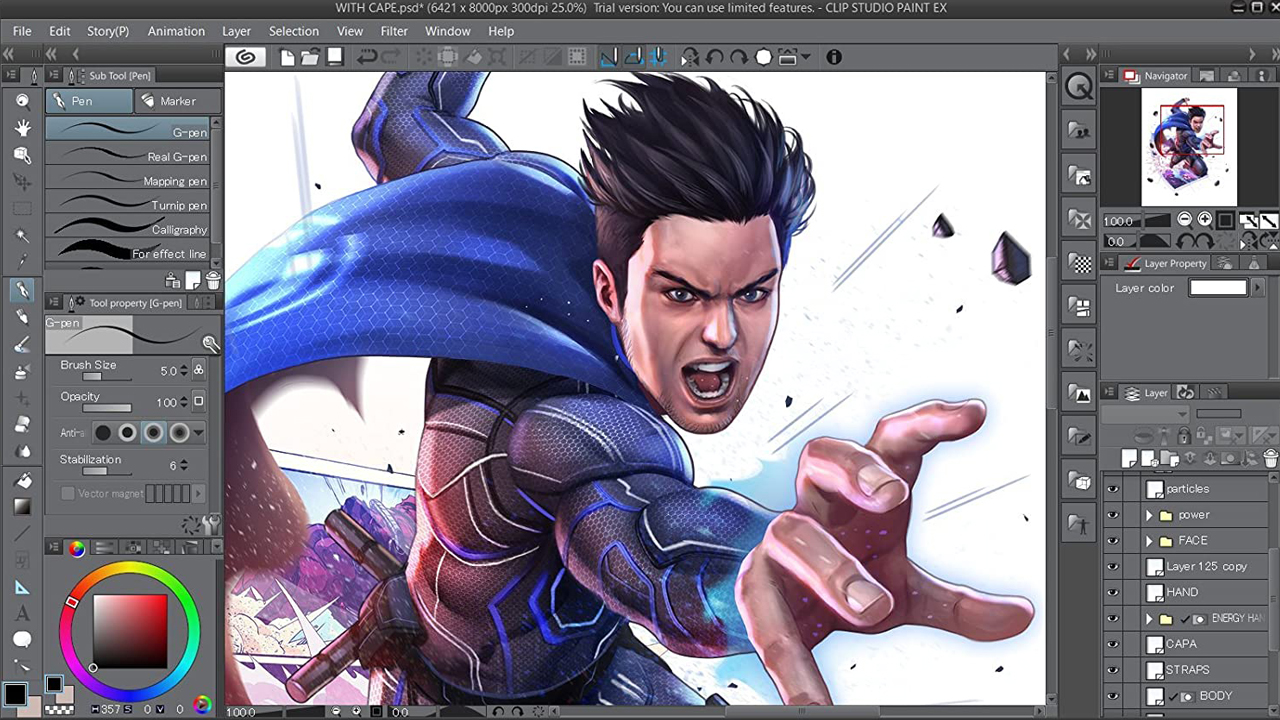 WITH CAPE.psd* (6421 x 8000px 300dpi 25.0%) Trial version: You can use limited features. - CLIP STUDIO PAINT EX
File Edit Story(P) Animation Layer Selection View Filter Window Help
Sub Tool [Pen]
Pen Marker
G-pen
Real G-pen
Mapping pen
Turnip pen
Calligraphy
For effect line
Tool property [G-pen]
G-pen
Brush Size 5.0
Opacity 100
Anti-a
Stabilization 6
Vector magnet
H 357 S 0 V 0
100.0 0.0
Navigator
100.0
0.0
Layer Property
Layer color
Layer
particles
power
FACE
Layer 125 copy
HAND
ENERGY HAN
CAPA
STRAPS
BODY